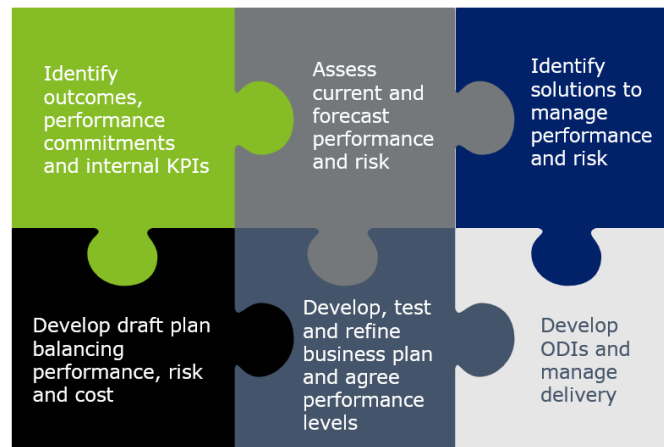 Identify
outcomes,
performance
commitments
and internal KPIs
Assess
current and
forecast
performance
and risk
Identify
solutions to
manage
performance
and risk
Develop draft plan
balancing
performance, risk
and cost
Develop, test
and refine
business plan
and agree
performance
levels
Develop
ODIs and
manage
delivery